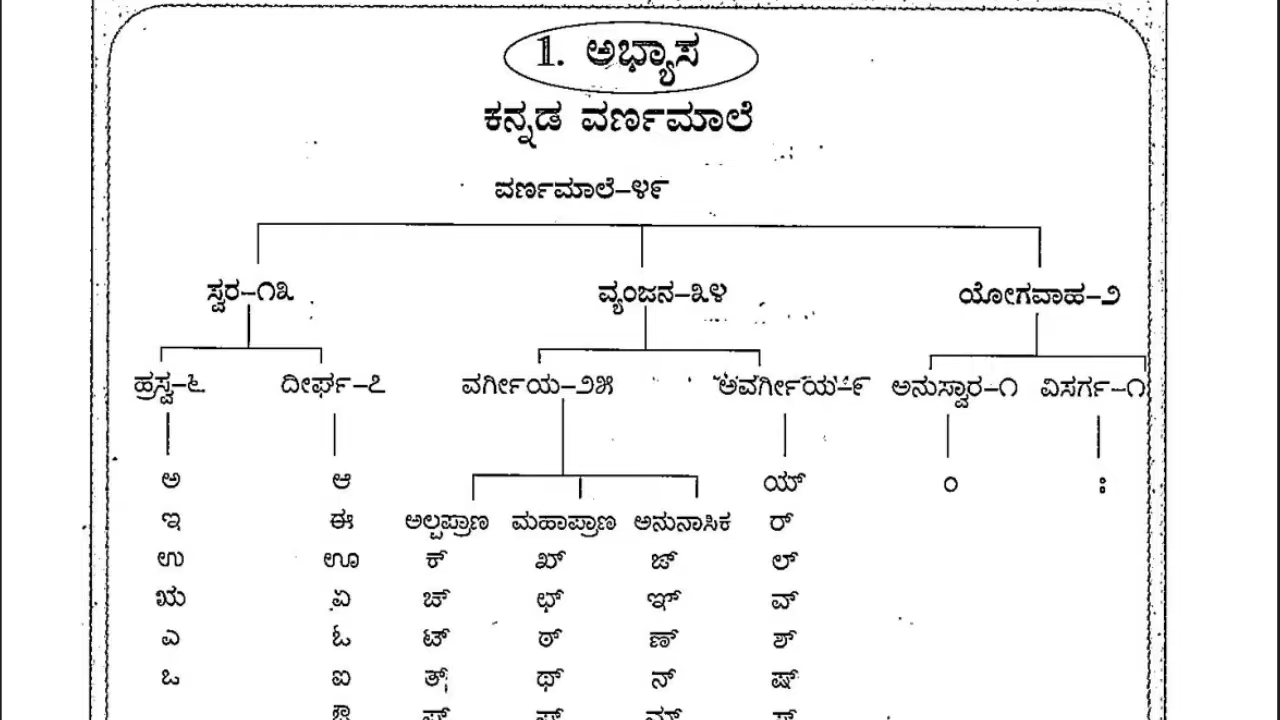 1. ಅಭ್ಯಾಸ
ಕನ್ನಡ ವರ್ಣಮಾಲೆ
ವರ್ಣಮಾಲೆ–೪೯
ಸ್ವರ–೧೩ ವ್ಯಂಜನ–೩೪ ಯೋಗವಾಹ–೨
ಹ್ರಸ್ವ–೬ ದೀರ್ಘ–೭ ವರ್ಗೀಯ–೨೫ ಅವರ್ಗೀಯ–೯ ಅನುಸ್ವಾರ–೧ ವಿಸರ್ಗ–೧
ಅ ಆ ಯ್ ಂ ಃ
ಇ ಈ ಅಲ್ಪಪ್ರಾಣ ಮಹಾಪ್ರಾಣ ಅನುನಾಸಿಕ ರ್
ಉ ಊ ಕ್ ಖ್ ಙ್ ಲ್
ಋ ಏ ಚ್ ಛ್ ಞ್ ವ್
ಎ ಓ ಟ್ ಠ್ ಣ್ ಶ್
ಒ ಐ ತ್ ಥ್ ನ್ ಷ್